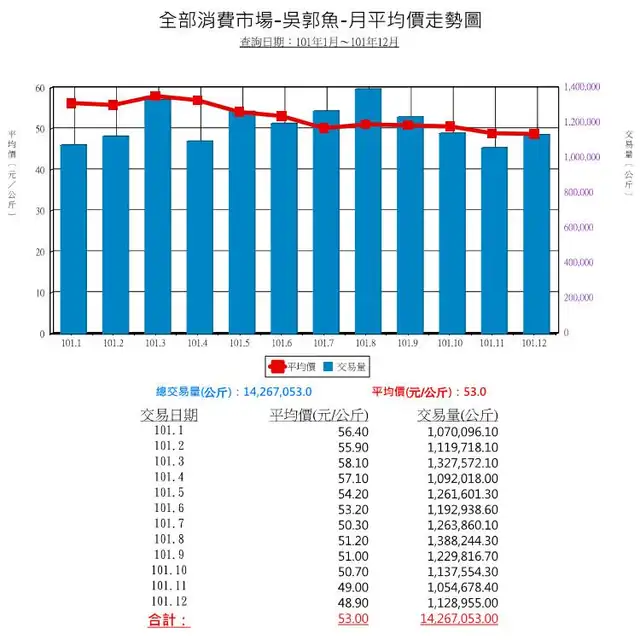 全部消費市場-吳郭魚-月平均價走勢圖
查詢日期：101年1月～101年12月
平均價（元／公斤）
交易量（公斤）
60
50
40
30
20
10
0
1,400,000
1,200,000
1,000,000
800,000
600,000
400,000
200,000
0
101.1 101.2 101.3 101.4 101.5 101.6 101.7 101.8 101.9 101.10 101.11 101.12
平均價 交易量
總交易量(公斤)：14,267,053.0 平均價(元/公斤)：53.0
交易日期 平均價(元/公斤) 交易量(公斤)
101.1 56.40 1,070,096.10
101.2 55.90 1,119,718.10
101.3 58.10 1,327,572.10
101.4 57.10 1,092,018.00
101.5 54.20 1,261,601.30
101.6 53.20 1,192,938.60
101.7 50.30 1,263,860.10
101.8 51.20 1,388,244.30
101.9 51.00 1,229,816.70
101.10 50.70 1,137,554.30
101.11 49.00 1,054,678.40
101.12 48.90 1,128,955.00
合計： 53.00 14,267,053.00